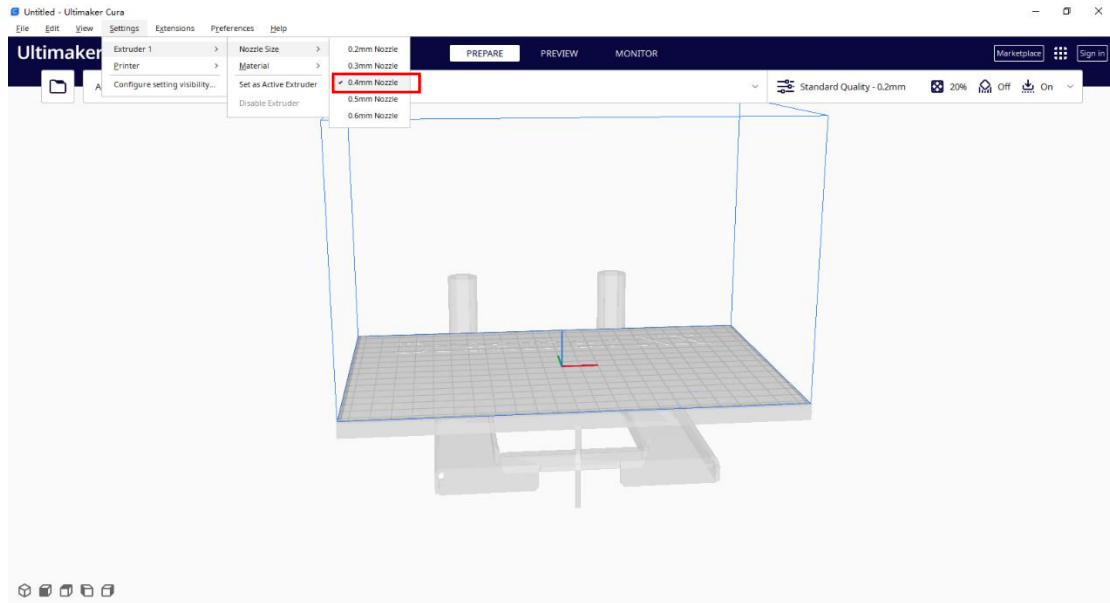 Untitled - Ultimaker Cura
File Edit View Settings Extensions Preferences Help
Ultimaker
PREPARE PREVIEW MONITOR
Marketplace Sign in
Extruder 1
Printer
Configure setting visibility...
Nozzle Size
Material
Set as Active Extruder
Disable Extruder
0.2mm Nozzle
0.3mm Nozzle
✓ 0.4mm Nozzle
0.5mm Nozzle
0.6mm Nozzle
A
Standard Quality - 0.2mm 20% Off On